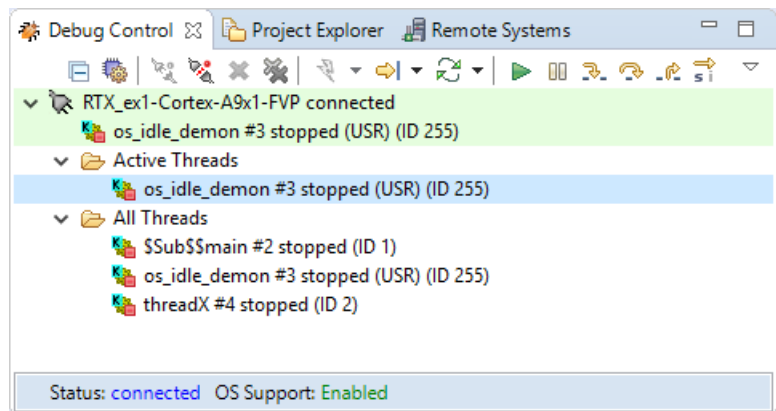 Debug Control Project Explorer Remote Systems
RTX_ex1-Cortex-A9x1-FVP connected
os_idle_demon #3 stopped (USR) (ID 255)
Active Threads
os_idle_demon #3 stopped (USR) (ID 255)
All Threads
$Sub$$main #2 stopped (ID 1)
os_idle_demon #3 stopped (USR) (ID 255)
threadX #4 stopped (ID 2)
Status: connected OS Support: Enabled